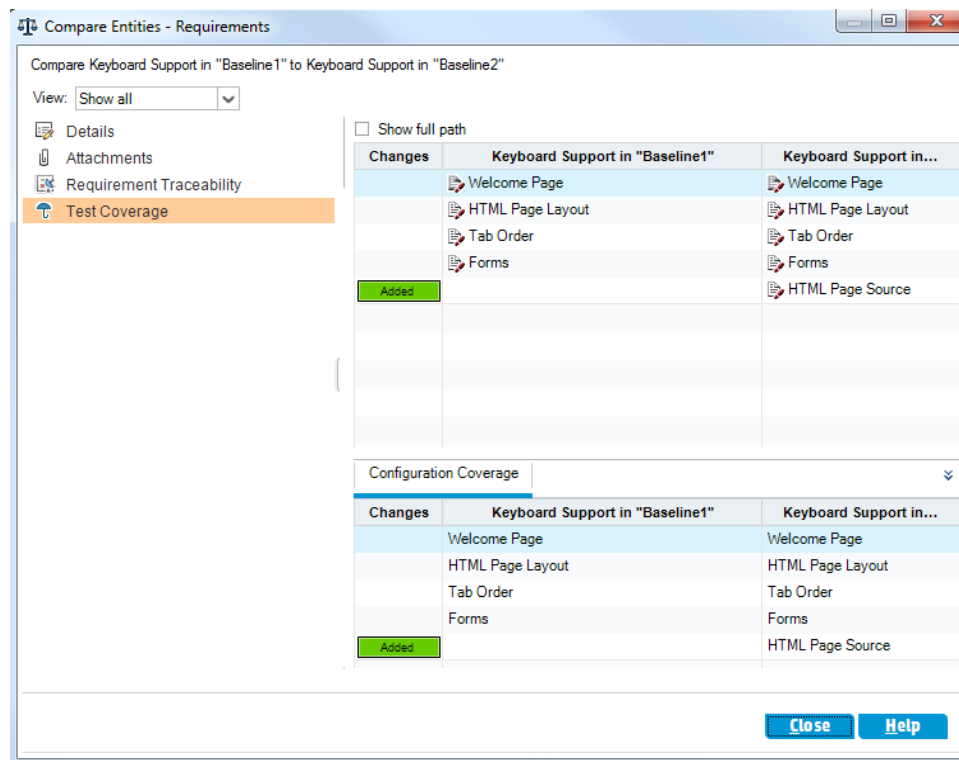 Compare Entities - Requirements
Compare Keyboard Support in "Baseline1" to Keyboard Support in "Baseline2"
View: Show all
Details
Attachments
Requirement Traceability
Test Coverage
Show full path
Changes Keyboard Support in "Baseline1" Keyboard Support in...
Welcome Page Welcome Page
HTML Page Layout HTML Page Layout
Tab Order Tab Order
Forms Forms
Added HTML Page Source
Configuration Coverage
Changes Keyboard Support in "Baseline1" Keyboard Support in...
Welcome Page Welcome Page
HTML Page Layout HTML Page Layout
Tab Order Tab Order
Forms Forms
Added HTML Page Source
Close Help